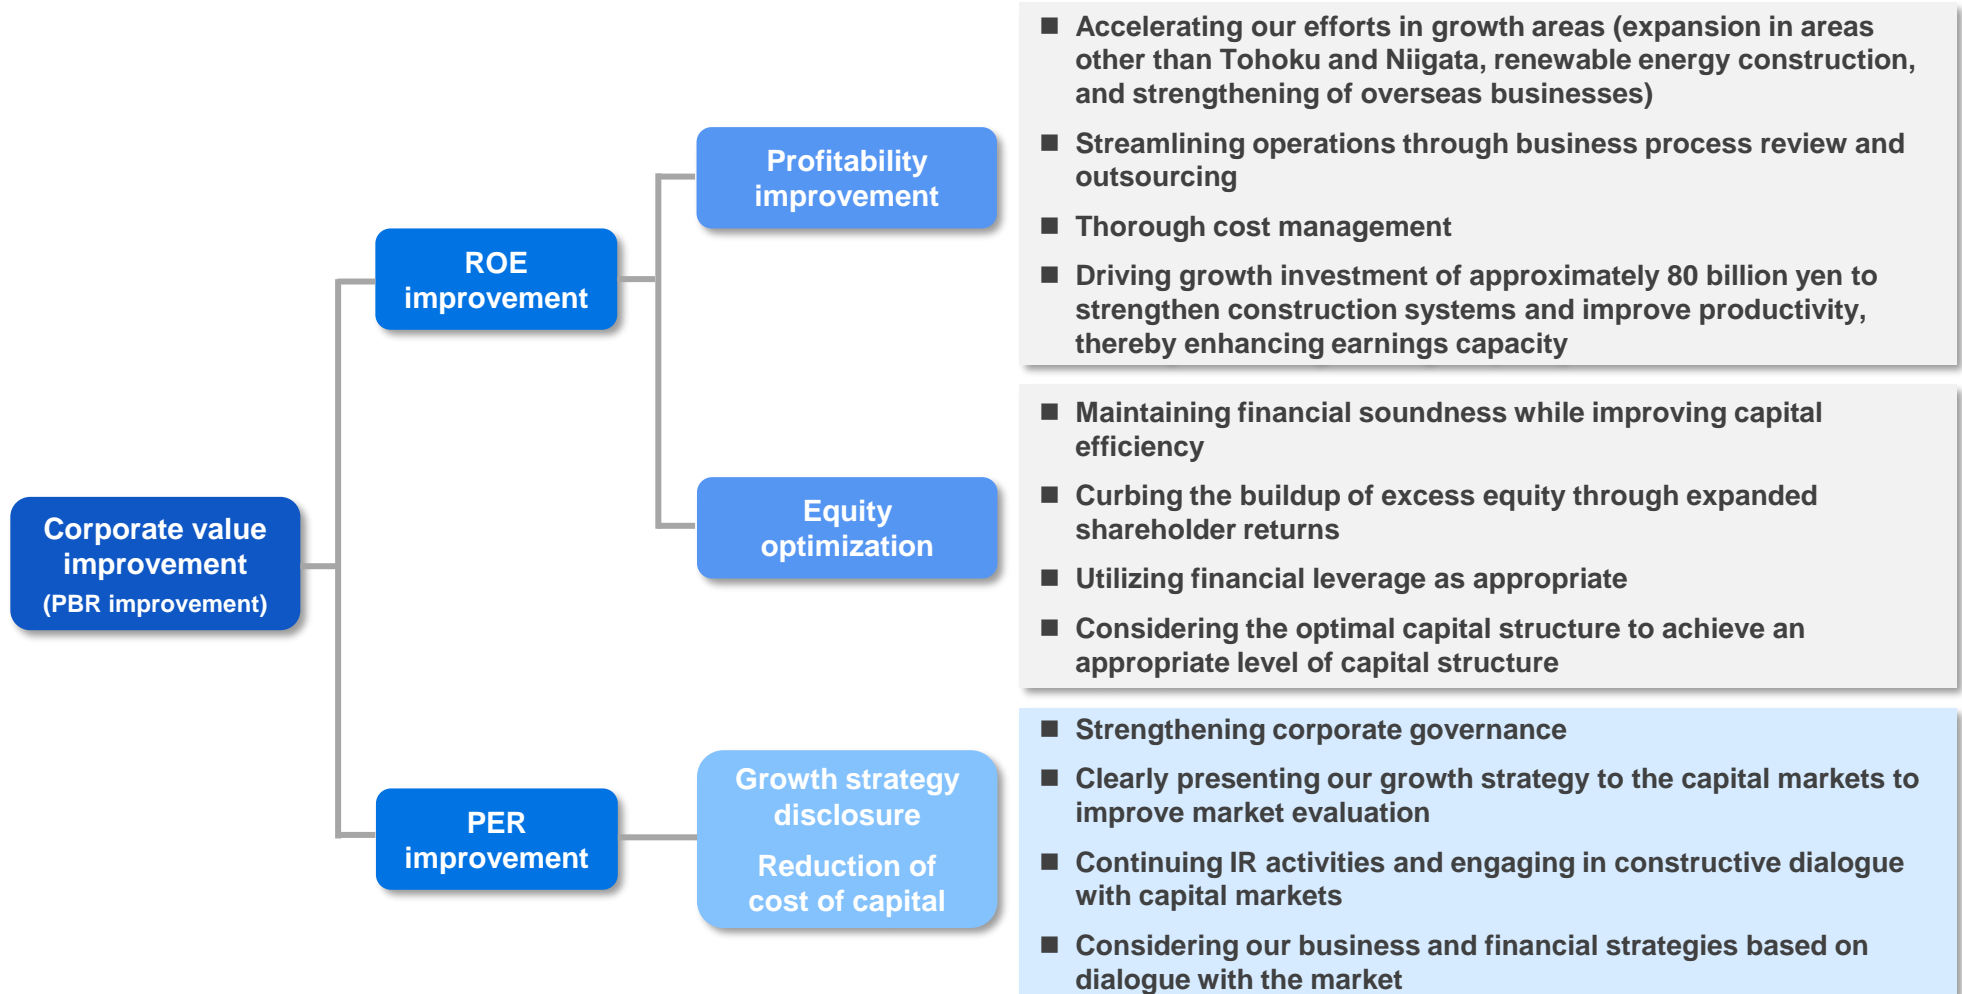 Corporate value
improvement
(PBR improvement)
ROE
improvement
PER
improvement
Profitability
improvement
Equity
optimization
Growth strategy
disclosure
Reduction of
cost of capital
■ Accelerating our efforts in growth areas (expansion in areas
other than Tohoku and Niigata, renewable energy construction,
and strengthening of overseas businesses)
■ Streamlining operations through business process review and
outsourcing
■ Thorough cost management
■ Driving growth investment of approximately 80 billion yen to
strengthen construction systems and improve productivity,
thereby enhancing earnings capacity
■ Maintaining financial soundness while improving capital
efficiency
■ Curbing the buildup of excess equity through expanded
shareholder returns
■ Utilizing financial leverage as appropriate
■ Considering the optimal capital structure to achieve an
appropriate level of capital structure
■ Strengthening corporate governance
■ Clearly presenting our growth strategy to the capital markets to
improve market evaluation
■ Continuing IR activities and engaging in constructive dialogue
with capital markets
■ Considering our business and financial strategies based on
dialogue with the market